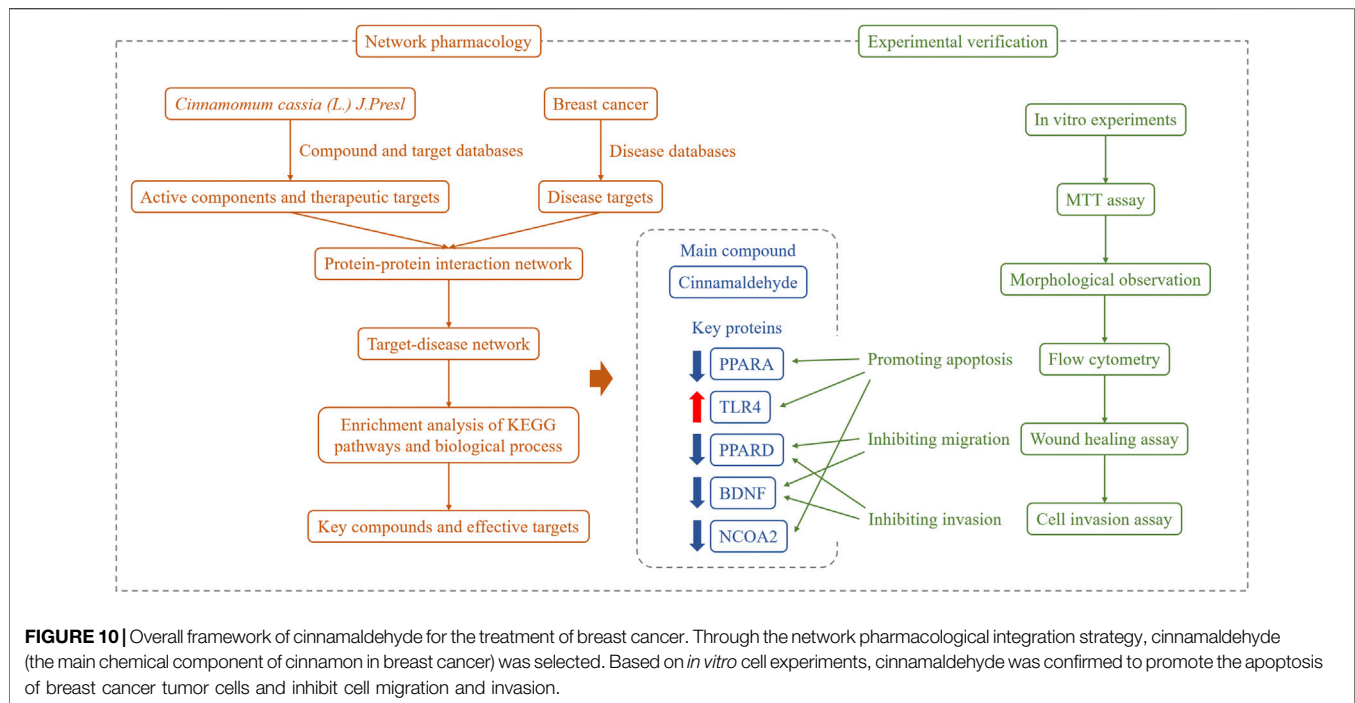 Network pharmacology
Experimental verification
Cinnamomum cassia (L.) J.Presl
Breast cancer
Compound and target databases
Disease databases
Active components and therapeutic targets
Disease targets
Protein-protein interaction network
Target-disease network
Enrichment analysis of KEGG
pathways and biological process
Key compounds and effective targets
Main compound
Cinnamaldehyde
Key proteins
PPARA
TLR4
PPARD
BDNF
NCOA2
Promoting apoptosis
Inhibiting migration
Inhibiting invasion
In vitro experiments
MTT assay
Morphological observation
Flow cytometry
Wound healing assay
Cell invasion assay
FIGURE 10 | Overall framework of cinnamaldehyde for the treatment of breast cancer. Through the network pharmacological integration strategy, cinnamaldehyde
(the main chemical component of cinnamon in breast cancer) was selected. Based on in vitro cell experiments, cinnamaldehyde was confirmed to promote the apoptosis
of breast cancer tumor cells and inhibit cell migration and invasion.